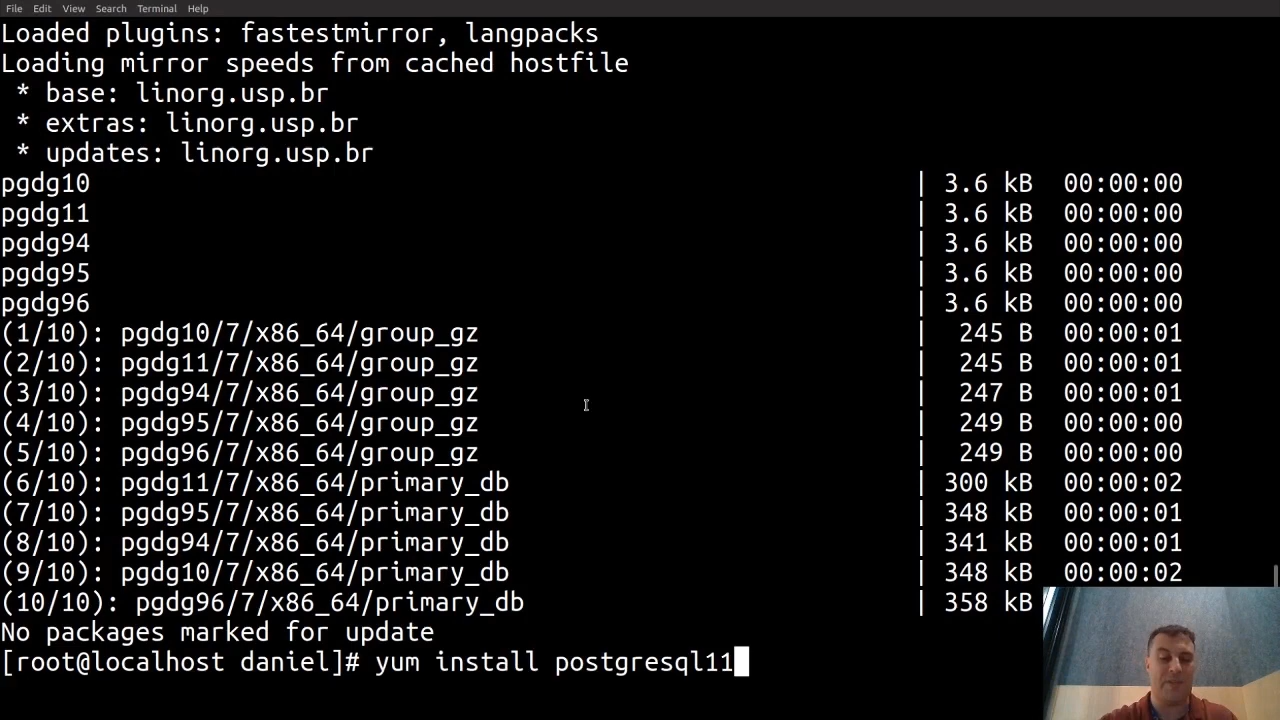 File Edit View Search Terminal Help
Loaded plugins: fastestmirror, langpacks
Loading mirror speeds from cached hostfile
 * base: linorg.usp.br
 * extras: linorg.usp.br
 * updates: linorg.usp.br
pgdg10 | 3.6 kB 00:00:00
pgdg11 | 3.6 kB 00:00:00
pgdg94 | 3.6 kB 00:00:00
pgdg95 | 3.6 kB 00:00:00
pgdg96 | 3.6 kB 00:00:00
(1/10): pgdg10/7/x86_64/group_gz | 245 B 00:00:01
(2/10): pgdg11/7/x86_64/group_gz | 245 B 00:00:01
(3/10): pgdg94/7/x86_64/group_gz | 247 B 00:00:01
(4/10): pgdg95/7/x86_64/group_gz | 249 B 00:00:00
(5/10): pgdg96/7/x86_64/group_gz | 249 B 00:00:00
(6/10): pgdg11/7/x86_64/primary_db | 300 kB 00:00:02
(7/10): pgdg95/7/x86_64/primary_db | 348 kB 00:00:01
(8/10): pgdg94/7/x86_64/primary_db | 341 kB 00:00:01
(9/10): pgdg10/7/x86_64/primary_db | 348 kB 00:00:02
(10/10): pgdg96/7/x86_64/primary_db | 358 kB
No packages marked for update
[root@localhost daniel]# yum install postgresql11